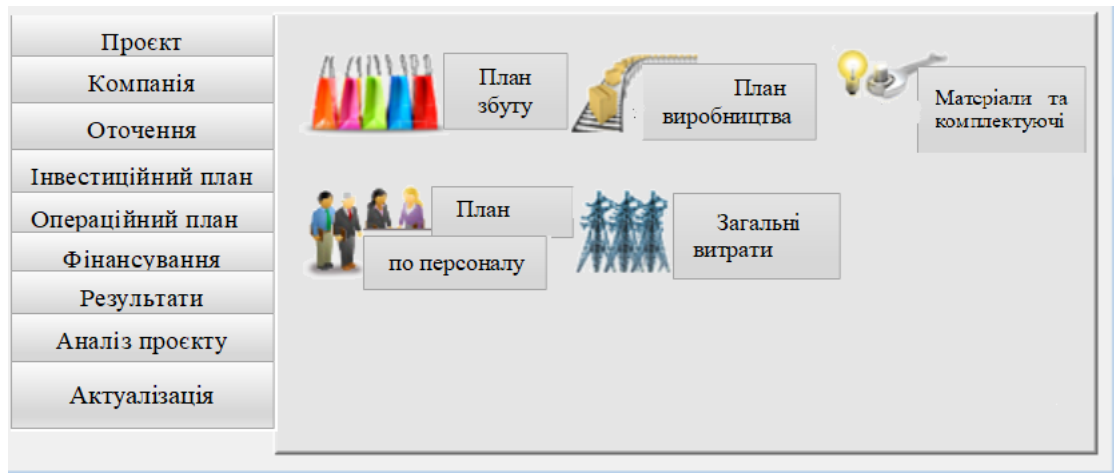 Проєкт
Компанія
Оточення
Інвестиційний план
Операційний план
Фінансування
Результати
Аналіз проєкту
Актуалізація
План
збуту
План
виробництва
Матеріали та
комплектуючі
План
по персоналу
Загальні
витрати